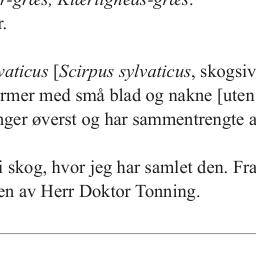 r-græs, Kærligheds-græs.
r.
vaticus [Scirpus sylvaticus, skogsiv
rmer med små blad og nakne [uten
nger øverst og har sammentrengte a
i skog, hvor jeg har samlet den. Fra
en av Herr Doktor Tonning.